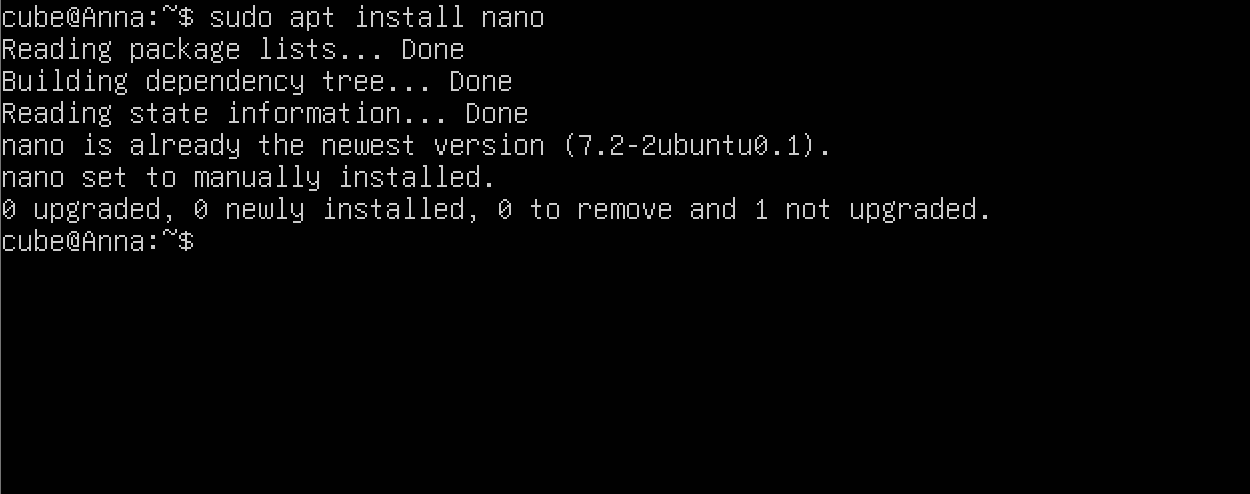 cube@Anna:~$ sudo apt install nano
Reading package lists... Done
Building dependency tree... Done
Reading state information... Done
nano is already the newest version (7.2-2ubuntu0.1).
nano set to manually installed.
0 upgraded, 0 newly installed, 0 to remove and 1 not upgraded.
cube@Anna:~$